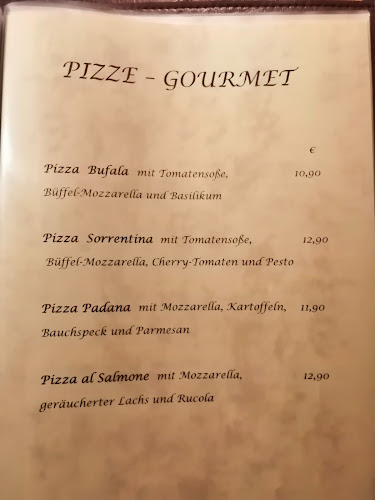 PIZZE - GOURMET
€
Pizza Bufala mit Tomatensoße, 10,90
Büffel-Mozzarella und Basilikum
Pizza Sorrentina mit Tomatensoße, 12,90
Büffel-Mozzarella, Cherry-Tomaten und Pesto
Pizza Padana mit Mozzarella, Kartoffeln, 11,90
Bauchspeck und Parmesan
Pizza al Salmone mit Mozzarella, 12,90
geräucherter Lachs und Rucola